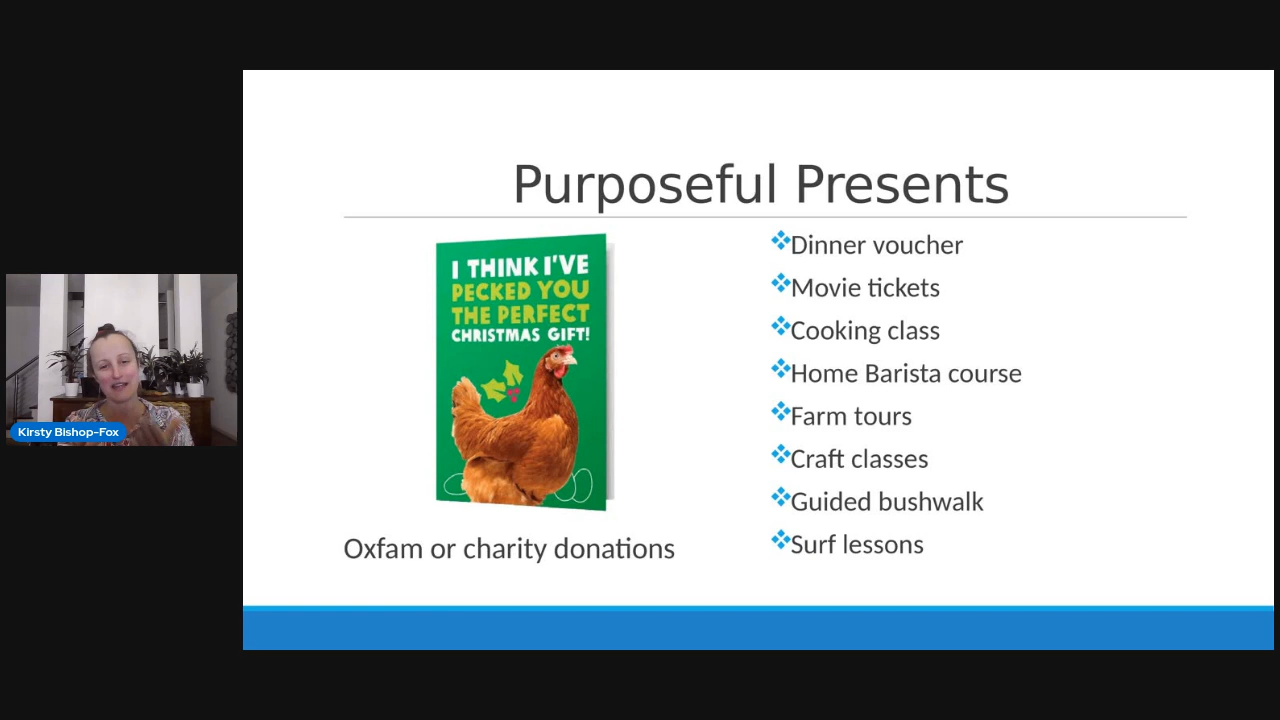 Purposeful Presents
I THINK I'VE
PECKED YOU
THE PERFECT
CHRISTMAS GIFT!
Oxfam or charity donations
Dinner voucher
Movie tickets
Cooking class
Home Barista course
Farm tours
Craft classes
Guided bushwalk
Surf lessons
Kirsty Bishop-Fox